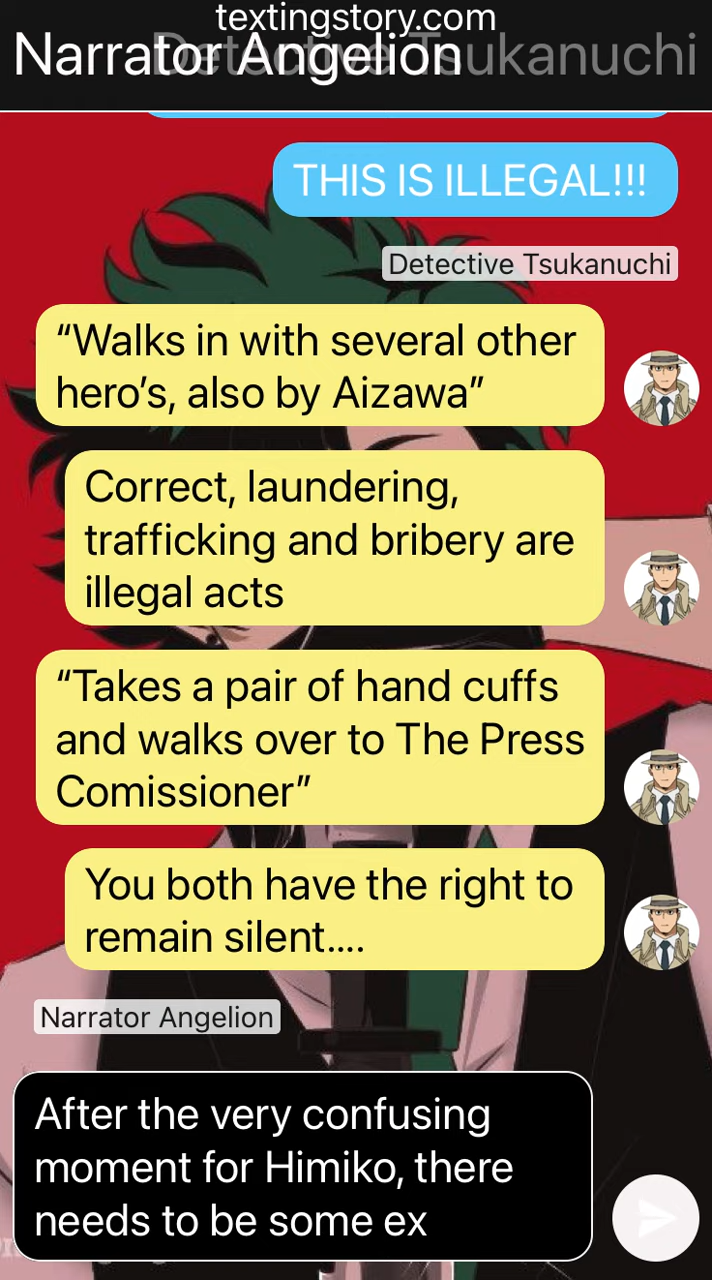 textingstory.com
Narrator Angelion
Detective Tsukanuchi
THIS IS ILLEGAL!!!
Detective Tsukanuchi
“Walks in with several other
hero’s, also by Aizawa”
Correct, laundering,
trafficking and bribery are
illegal acts
“Takes a pair of hand cuffs
and walks over to The Press
Comissioner”
You both have the right to
remain silent....
Narrator Angelion
After the very confusing
moment for Himiko, there
needs to be some ex